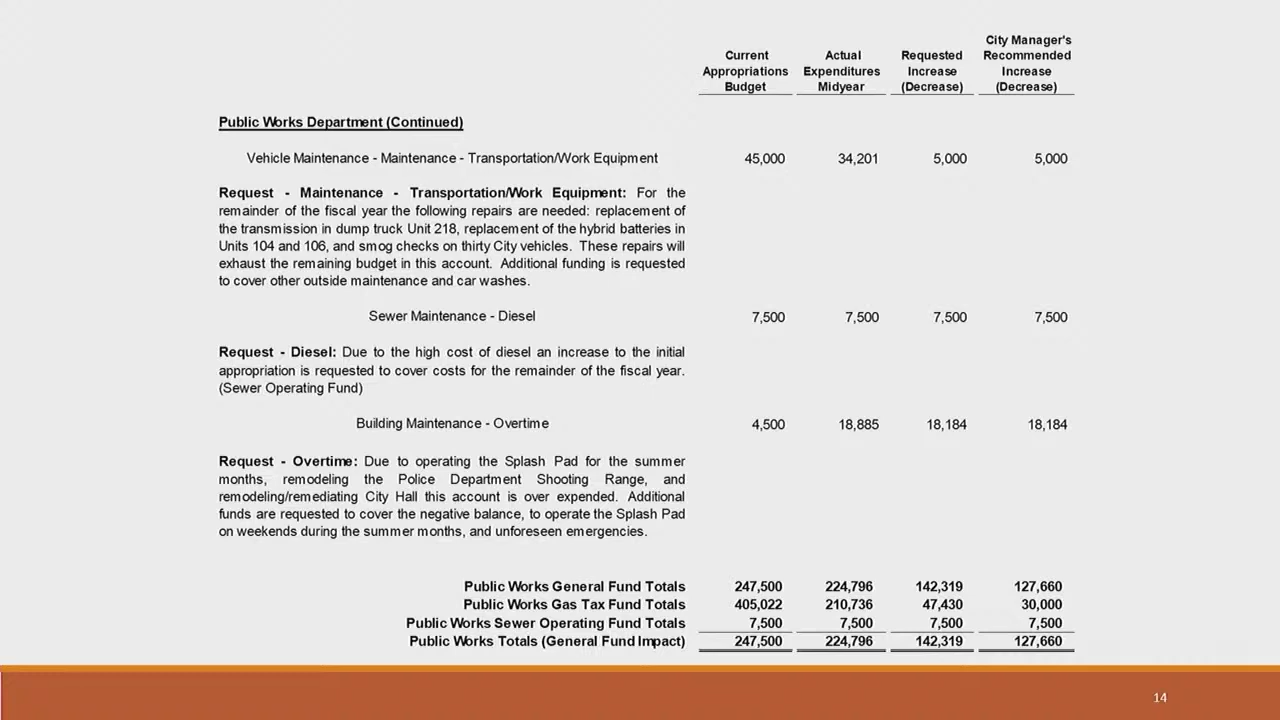 City Manager's
Current Actual Requested Recommended
Appropriations Expenditures Increase Increase
Budget Midyear (Decrease) (Decrease)
Public Works Department (Continued)
Vehicle Maintenance - Maintenance - Transportation/Work Equipment 45,000 34,201 5,000 5,000
Request - Maintenance - Transportation/Work Equipment: For the
remainder of the fiscal year the following repairs are needed: replacement of
the transmission in dump truck Unit 218, replacement of the hybrid batteries in
Units 104 and 106, and smog checks on thirty City vehicles. These repairs will
exhaust the remaining budget in this account. Additional funding is requested
to cover other outside maintenance and car washes.
Sewer Maintenance - Diesel 7,500 7,500 7,500 7,500
Request - Diesel: Due to the high cost of diesel an increase to the initial
appropriation is requested to cover costs for the remainder of the fiscal year.
(Sewer Operating Fund)
Building Maintenance - Overtime 4,500 18,885 18,184 18,184
Request - Overtime: Due to operating the Splash Pad for the summer
months, remodeling the Police Department Shooting Range, and
remodeling/remediating City Hall this account is over expended. Additional
funds are requested to cover the negative balance, to operate the Splash Pad
on weekends during the summer months, and unforeseen emergencies.
Public Works General Fund Totals 247,500 224,796 142,319 127,660
Public Works Gas Tax Fund Totals 405,022 210,736 47,430 30,000
Public Works Sewer Operating Fund Totals 7,500 7,500 7,500 7,500
Public Works Totals (General Fund Impact) 247,500 224,796 142,319 127,660
14